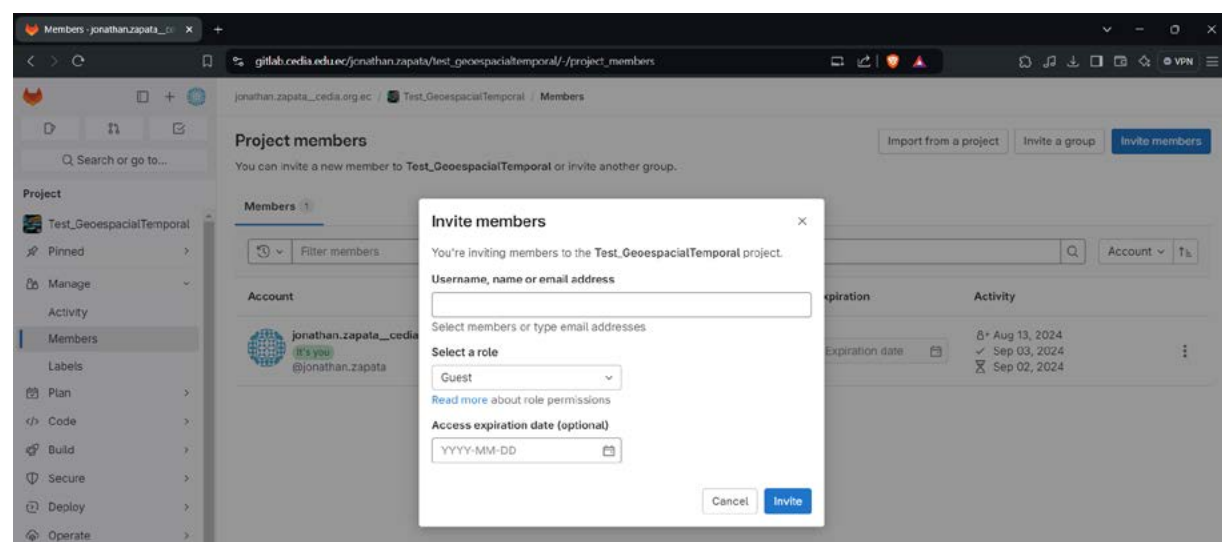 Members · jonathan.zapata__ce
gitlab.cedia.edu.ec/jonathan.zapata/test_geoespacialtemporal/-/project_members
VPN
jonathan.zapata__cedia.org.ec / Test_GeoespacialTemporal / Members
Search or go to...
Project
Test_GeoespacialTemporal
Pinned
Manage
Activity
Members
Labels
Plan
Code
Build
Secure
Deploy
Operate
Project members
Import from a project
Invite a group
Invite members
You can invite a new member to Test_GeoespacialTemporal or invite another group.
Members 1
Filter members
Account
Account
Expiration
Activity
jonathan.zapata__cedia
It's you
@jonathan.zapata
Expiration date
Aug 13, 2024
Sep 03, 2024
Sep 02, 2024
Invite members
You're inviting members to the Test_GeoespacialTemporal project.
Username, name or email address
Select members or type email addresses
Select a role
Guest
Read more about role permissions
Access expiration date (optional)
YYYY-MM-DD
Cancel
Invite